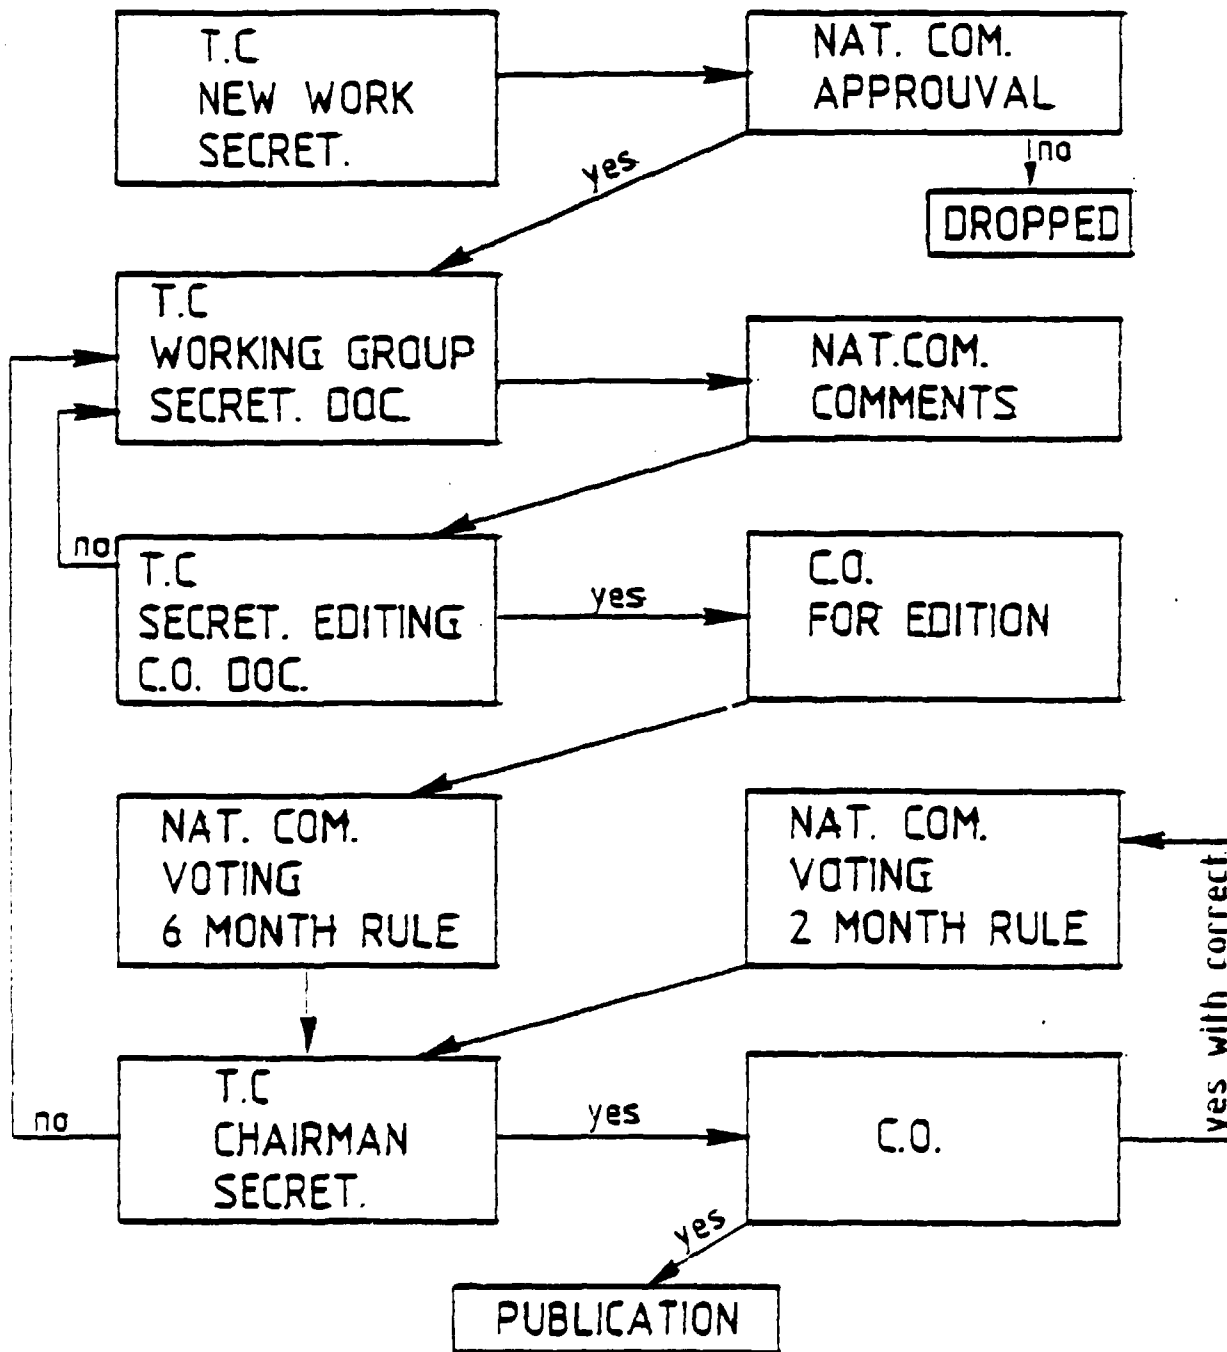 T.C
NEW WORK
SECRET.
NAT. COM.
APPROUVAL
yes
no
DROPPED
T.C
WORKING GROUP
SECRET. DOC.
NAT.COM.
COMMENTS
no
T.C
SECRET. EDITING
C.O. DOC.
yes
C.O.
FOR EDITION
NAT. COM.
VOTING
6 MONTH RULE
NAT. COM.
VOTING
2 MONTH RULE
yes with correct.
no
T.C
CHAIRMAN
SECRET.
yes
C.O.
yes
PUBLICATION